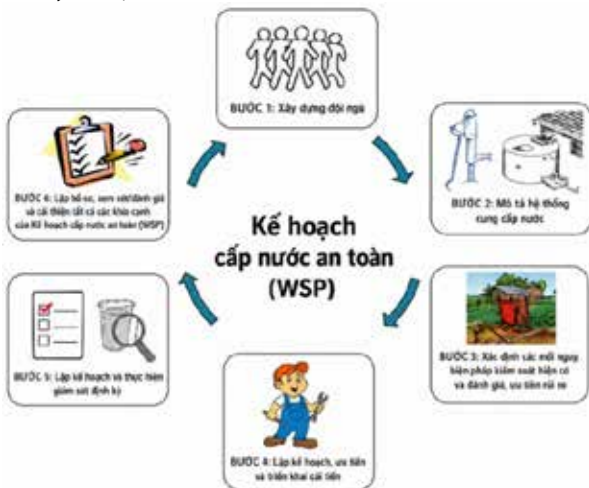 BƯỚC 1: Xây dựng đội ngũ
BƯỚC 2: Mô tả hệ thống
cung cấp nước
BƯỚC 3: Xác định các mối nguy
biện pháp kiểm soát hiện có
và đánh giá, ưu tiên rủi ro
BƯỚC 4: Lập kế hoạch, ưu tiên
và triển khai cải tiến
BƯỚC 5: Lập kế hoạch và thực hiện
giám sát định kỳ
BƯỚC 6: Lập hồ sơ, xem xét/đánh giá
và cải thiện tất cả các khía cạnh
của Kế hoạch cấp nước an toàn (WSP)
Kế hoạch
cấp nước an toàn
(WSP)